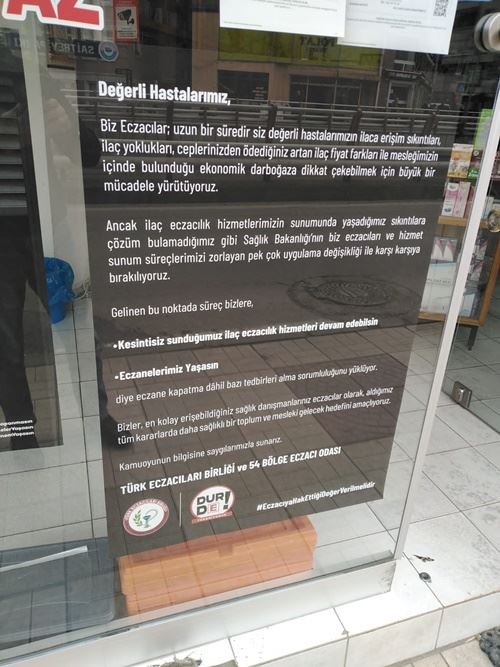 AZ
Değerli Hastalarımız,
Biz Eczacılar; uzun bir süredir siz değerli hastalarımızın ilaca erişim sıkıntıları,
ilaç yoklukları, ceplerinizden ödediğiniz artan ilaç fiyat farkları ile mesleğimizin
içinde bulunduğu ekonomik darboğaza dikkat çekebilmek için büyük bir
mücadele yürütüyoruz.
Ancak ilaç eczacılık hizmetlerimizin sunumunda yaşadığımız sıkıntılara
çözüm bulamadığımız gibi Sağlık Bakanlığı'nın biz eczacıları ve hizmet
sunum süreçlerimizi zorlayan pek çok uygulama değişikliği ile karşı karşıya
bırakılıyoruz.
Gelinen bu noktada süreç bizlere,
•Kesintisiz sunduğumuz ilaç eczacılık hizmetleri devam edebilsin
•Eczanelerimiz Yaşasın
diye eczane kapatma dâhil bazı tedbirleri alma sorumluluğunu yüklüyor.
Bizler, en kolay erişebildiğiniz sağlık danışmanlarınız eczacılar olarak, aldığımız
tüm kararlarda daha sağlıklı bir toplum ve mesleki gelecek hedefini amaçlıyoruz.
Kamuoyunun bilgisine saygılarımızla sunarız.
TÜRK ECZACILARI BİRLİĞİ ve 54 BÖLGE ECZACI ODASI
DUR
DE!
#EczacıyaHakEttiğiDeğerVerilmelidir